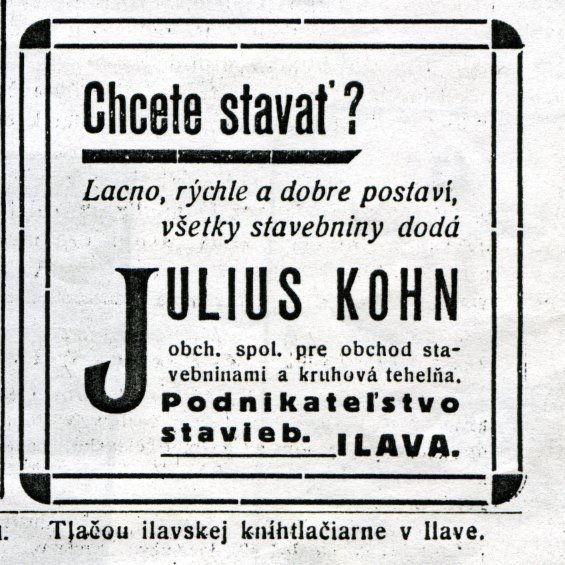 Chcete stavať?
Lacno, rýchle a dobre postaví,
všetky stavebniny dodá
JULIUS KOHN
obch. spol. pre obchod sta-
vebninami a kruhová tehelňa.
Podnikateľstvo
stavieb. ILAVA.
Tlačou ilavskej kníhtlačiarne v Ilave.